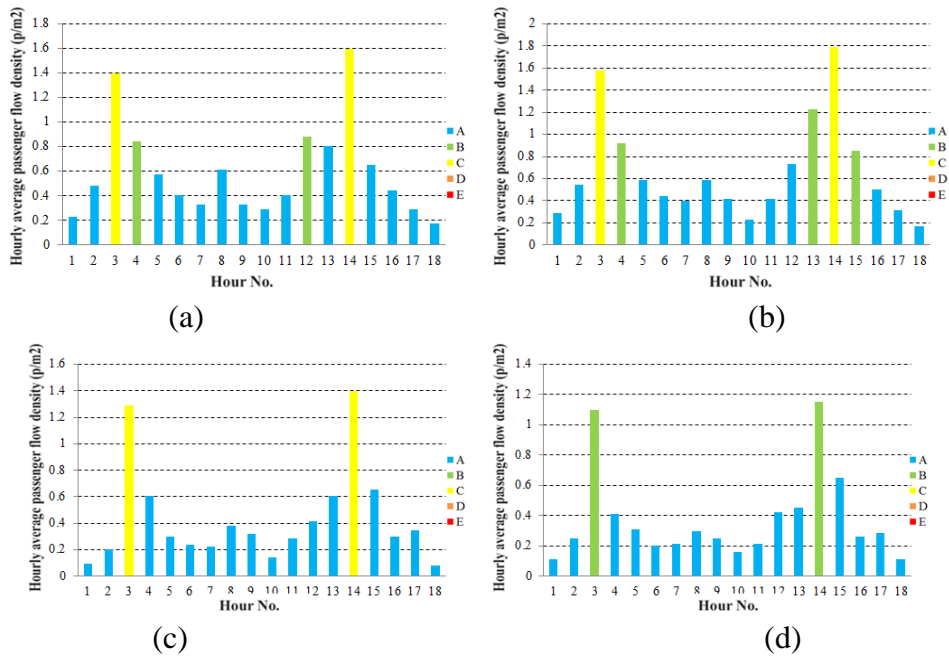 Hourly average passenger flow density (p/m2)
1.8
1.6
1.4
1.2
1
0.8
0.6
0.4
0.2
0
1 2 3 4 5 6 7 8 9 10 11 12 13 14 15 16 17 18
Hour No.
A
B
C
D
E
(a)
Hourly average passenger flow density (p/m2)
2
1.8
1.6
1.4
1.2
1
0.8
0.6
0.4
0.2
0
1 2 3 4 5 6 7 8 9 10 11 12 13 14 15 16 17 18
Hour No.
A
B
C
D
E
(b)
Hourly average passenger flow density (p/m2)
1.6
1.4
1.2
1
0.8
0.6
0.4
0.2
0
1 2 3 4 5 6 7 8 9 10 11 12 13 14 15 16 17 18
Hour No.
A
B
C
D
E
(c)
Hourly average passenger flow density (p/m2)
1.4
1.2
1
0.8
0.6
0.4
0.2
0
1 2 3 4 5 6 7 8 9 10 11 12 13 14 15 16 17 18
Hour No.
A
B
C
D
E
(d)